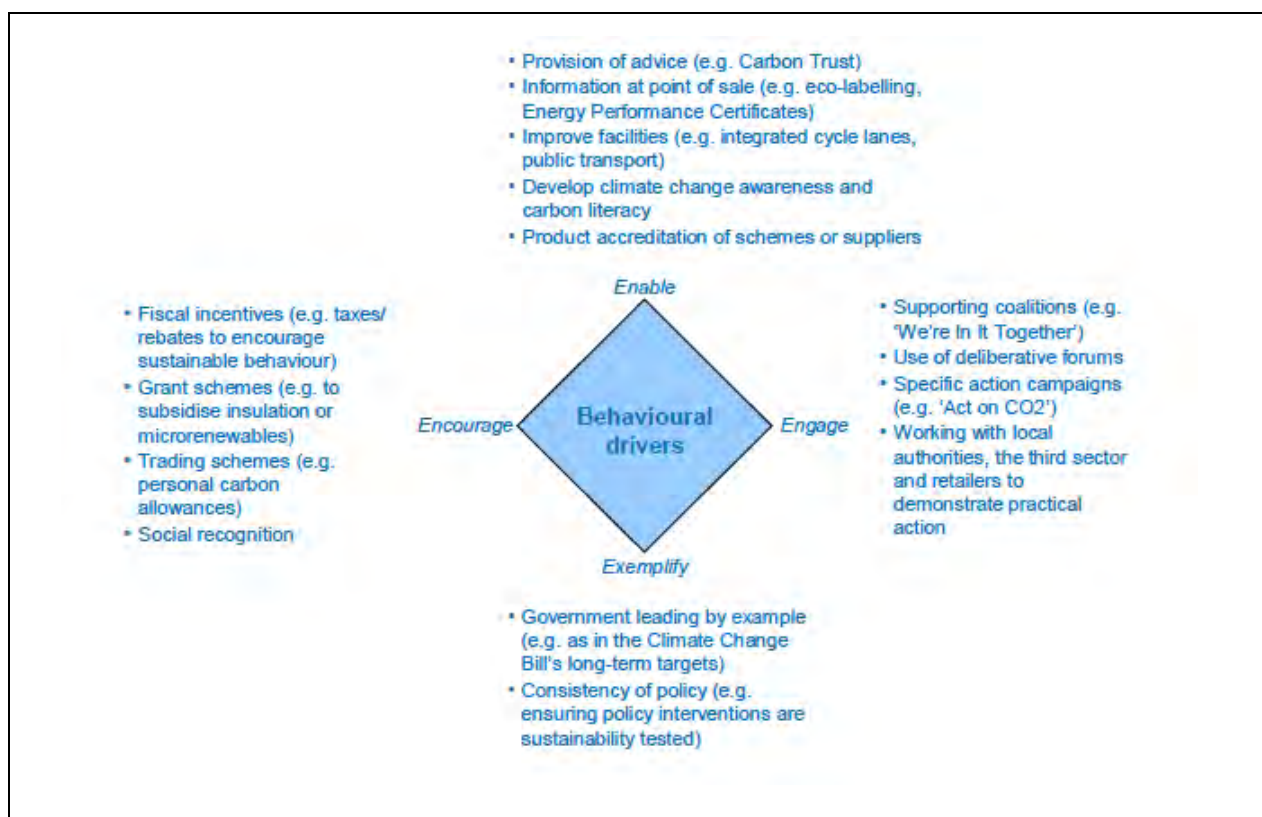 • Provision of advice (e.g. Carbon Trust)
• Information at point of sale (e.g. eco-labelling,
Energy Performance Certificates)
• Improve facilities (e.g. integrated cycle lanes,
public transport)
• Develop climate change awareness and
carbon literacy
• Product accreditation of schemes or suppliers
Enable
• Fiscal incentives (e.g. taxes/
rebates to encourage
sustainable behaviour)
• Grant schemes (e.g. to
subsidise insulation or
microrenewables)
• Trading schemes (e.g.
personal carbon
allowances)
• Social recognition
Encourage
Behavioural
drivers
Engage
• Supporting coalitions (e.g.
'We're In It Together')
• Use of deliberative forums
• Specific action campaigns
(e.g. 'Act on CO2')
• Working with local
authorities, the third sector
and retailers to
demonstrate practical
action
Exemplify
• Government leading by example
(e.g. as in the Climate Change
Bill's long-term targets)
• Consistency of policy (e.g.
ensuring policy interventions are
sustainability tested)